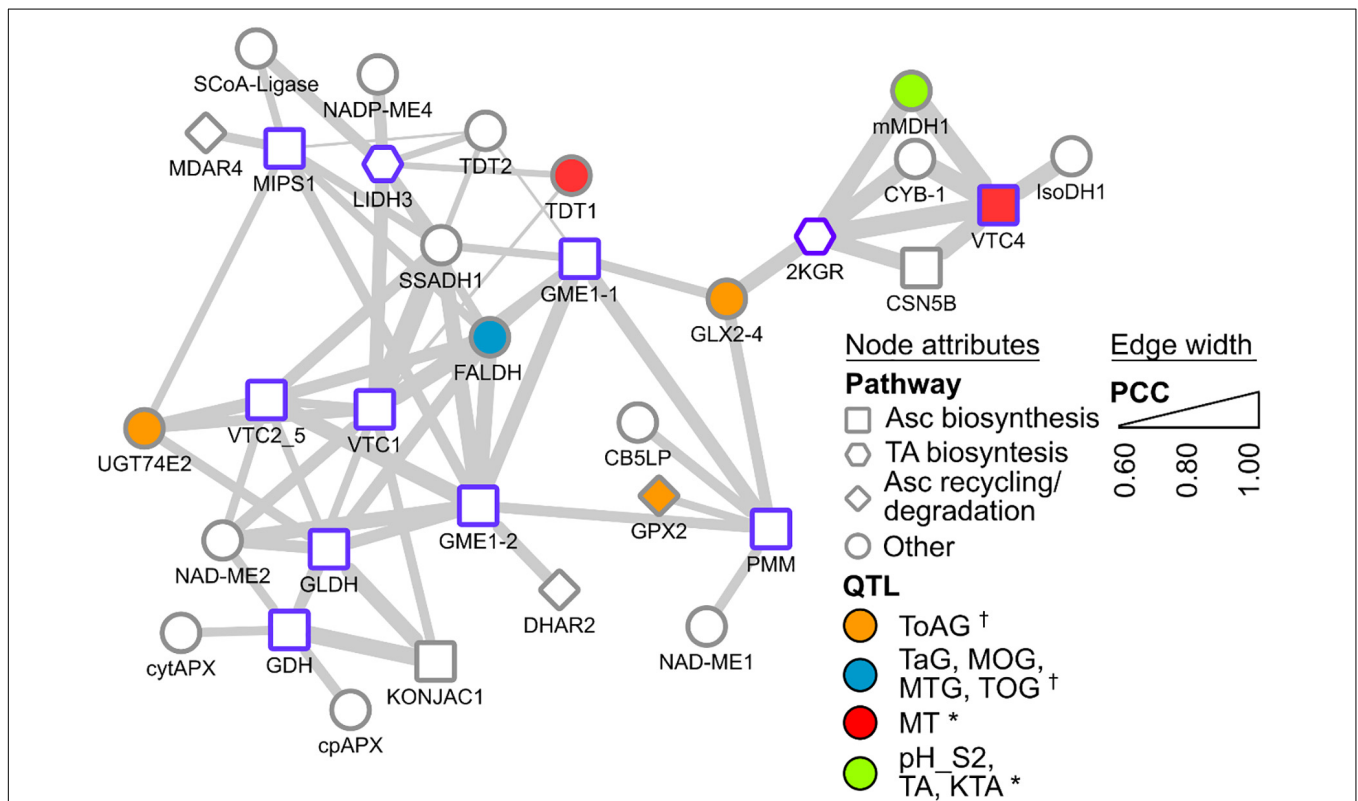 SCoA-Ligase
NADP-ME4
mMDH1
MDAR4
MIPS1
LIDH3
TDT2
TDT1
CYB-1
IsoDH1
VTC4
SSADH1
GME1-1
2KGR
CSN5B
GLX2-4
FALDH
VTC2_5
VTC1
UGT74E2
CB5LP
GPX2
NAD-ME2
GLDH
GME1-2
PMM
DHAR2
NAD-ME1
cytAPX
GDH
KONJAC1
cpAPX
Node attributes
Pathway
Asc biosynthesis
TA biosyntesis
Asc recycling/
degradation
Other
QTL
ToAG †
TaG, MOG,
MTG, TOG †
MT *
pH_S2,
TA, KTA *
Edge width
PCC
0.60
0.80
1.00